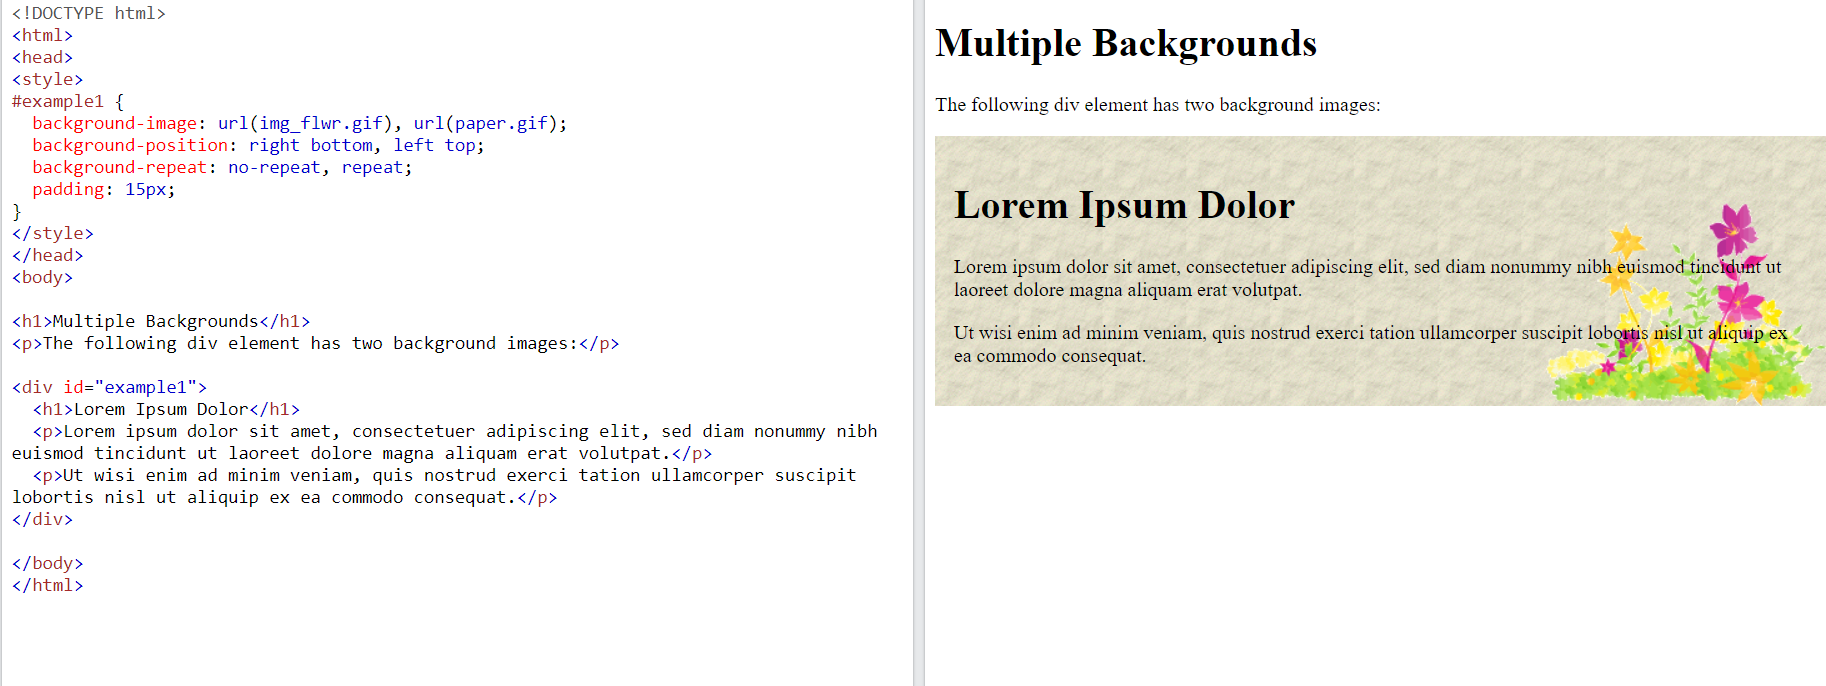 <!DOCTYPE html>
<html>
<head>
<style>
#example1 {
  background-image: url(img_flwr.gif), url(paper.gif);
  background-position: right bottom, left top;
  background-repeat: no-repeat, repeat;
  padding: 15px;
}
</style>
</head>
<body>

<h1>Multiple Backgrounds</h1>
<p>The following div element has two background images:</p>

<div id="example1">
  <h1>Lorem Ipsum Dolor</h1>
  <p>Lorem ipsum dolor sit amet, consectetuer adipiscing elit, sed diam nonummy nibh
euismod tincidunt ut laoreet dolore magna aliquam erat volutpat.</p>
  <p>Ut wisi enim ad minim veniam, quis nostrud exerci tation ullamcorper suscipit
lobortis nisl ut aliquip ex ea commodo consequat.</p>
</div>

</body>
</html>
Multiple Backgrounds
The following div element has two background images:
Lorem Ipsum Dolor
Lorem ipsum dolor sit amet, consectetuer adipiscing elit, sed diam nonummy nibh euismod tincidunt ut
laoreet dolore magna aliquam erat volutpat.
Ut wisi enim ad minim veniam, quis nostrud exerci tation ullamcorper suscipit lobortis nisl ut aliquip ex
ea commodo consequat.